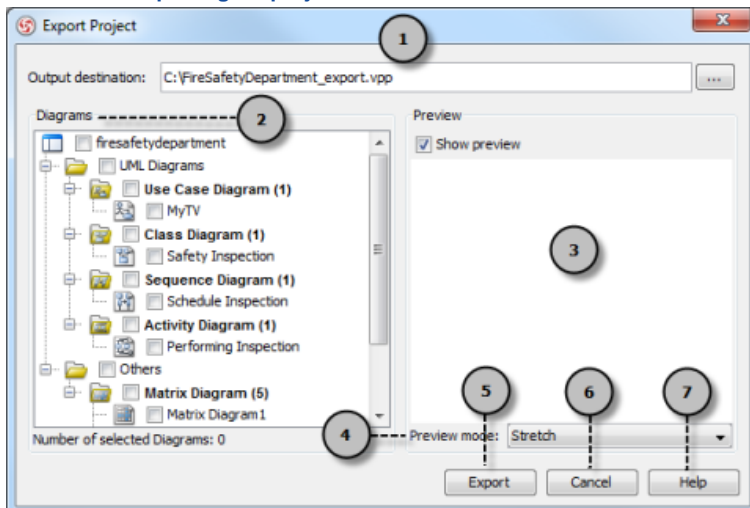 Export Project
1
Output destination: C:\FireSafetyDepartment_export.vpp ...
Diagrams
2
firesafetydepartment
UML Diagrams
Use Case Diagram (1)
MyTV
Class Diagram (1)
Safety Inspection
Sequence Diagram (1)
Schedule Inspection
Activity Diagram (1)
Performing Inspection
Others
Matrix Diagram (5)
Matrix Diagram1
Number of selected Diagrams: 0
Preview
Show preview
3
4
Preview mode: Stretch
5
6
7
Export
Cancel
Help